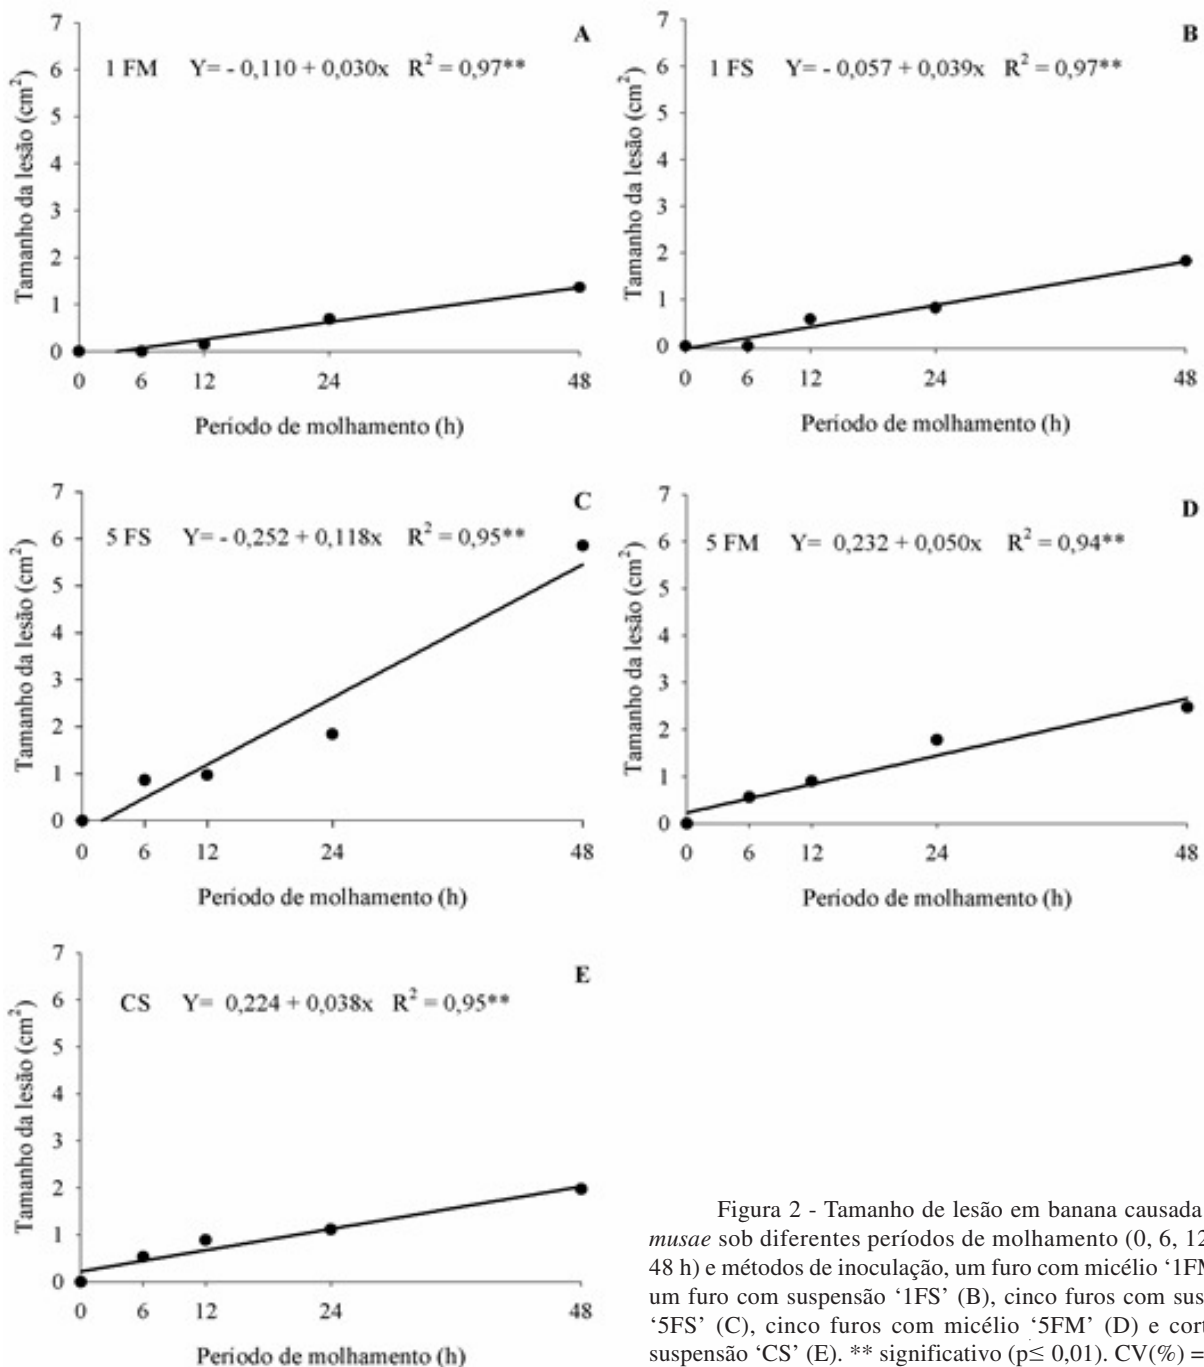 A
1 FM Y= - 0,110 + 0,030x R² = 0,97**
7
6
5
4
3
2
1
0
0 6 12 24 48
Tamanho da lesão (cm²)
Período de molhamento (h)
B
1 FS Y= - 0,057 + 0,039x R² = 0,97**
7
6
5
4
3
2
1
0
0 6 12 24 48
Tamanho da lesão (cm²)
Período de molhamento (h)
C
5 FS Y= - 0,252 + 0,118x R² = 0,95**
7
6
5
4
3
2
1
0
0 6 12 24 48
Tamanho da lesão (cm²)
Período de molhamento (h)
D
5 FM Y= 0,232 + 0,050x R² = 0,94**
7
6
5
4
3
2
1
0
0 6 12 24 48
Tamanho da lesão (cm²)
Período de molhamento (h)
E
CS Y= 0,224 + 0,038x R² = 0,95**
7
6
5
4
3
2
1
0
0 6 12 24 48
Tamanho da lesão (cm²)
Período de molhamento (h)
Figura 2 - Tamanho de lesão em banana causada
musae sob diferentes períodos de molhamento (0, 6, 12
48 h) e métodos de inoculação, um furo com micélio ‘1FM
um furo com suspensão ‘1FS’ (B), cinco furos com sus
‘5FS’ (C), cinco furos com micélio ‘5FM’ (D) e cort
suspensão ‘CS’ (E). ** significativo (p≤ 0,01). CV(%) =